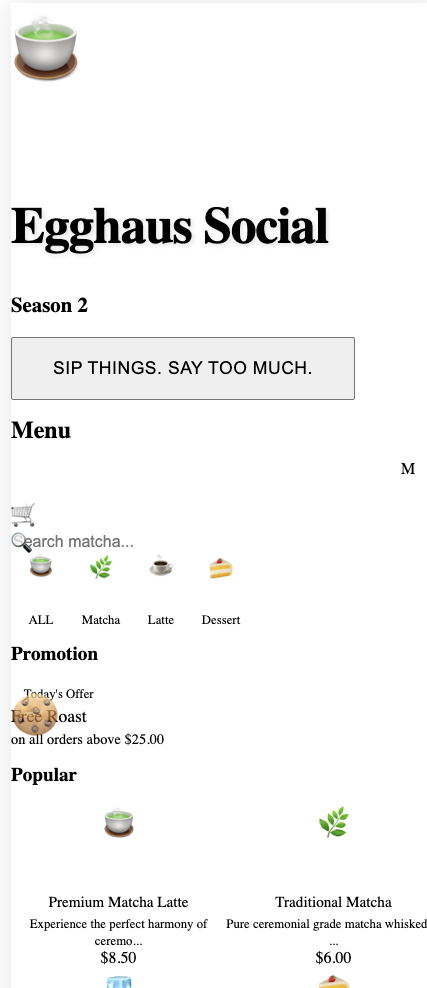 Egghaus Social
Season 2
SIP THINGS. SAY TOO MUCH.
Menu
M
Search matcha...
ALL Matcha Latte Dessert
Promotion
Today's Offer
Free Roast
on all orders above $25.00
Popular
Premium Matcha Latte Traditional Matcha
Experience the perfect harmony of Pure ceremonial grade matcha whisked
ceremo... ...
$8.50 $6.00